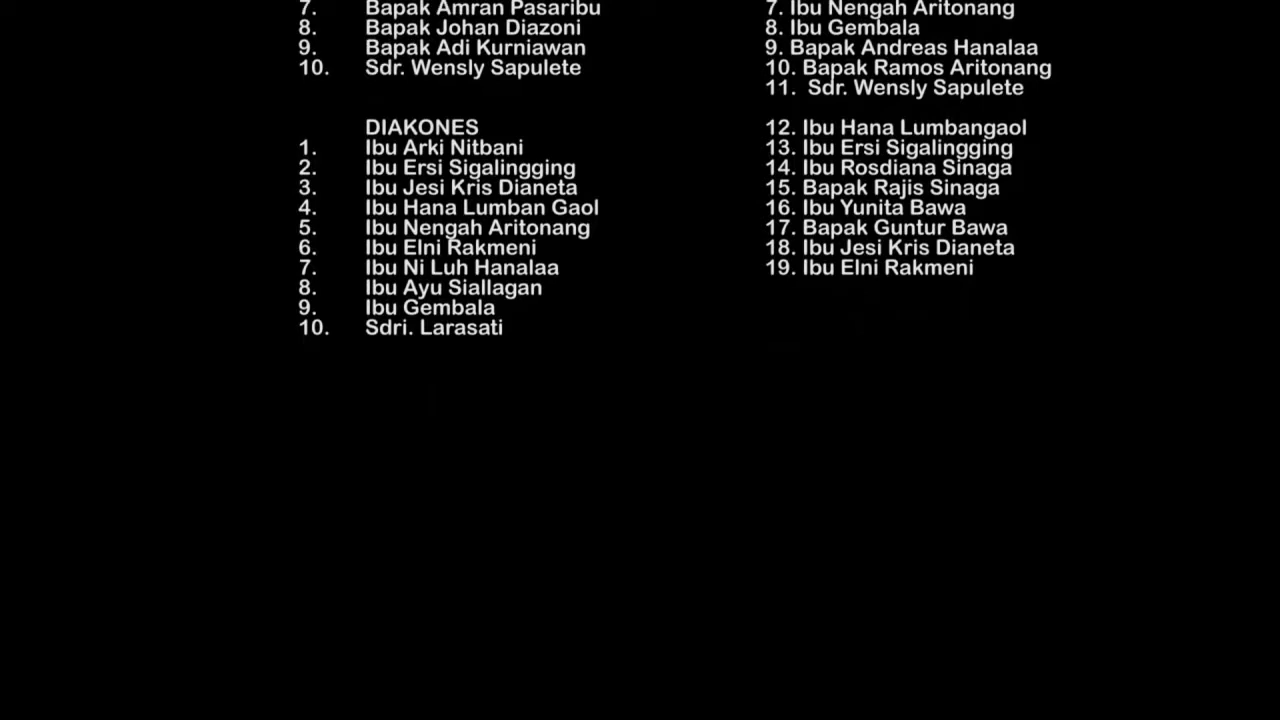 7. Bapak Amran Pasaribu
8. Bapak Johan Diazoni
9. Bapak Adi Kurniawan
10. Sdr. Wensly Sapulete
DIAKONES
1. Ibu Arki Nitbani
2. Ibu Ersi Sigalingging
3. Ibu Jesi Kris Dianeta
4. Ibu Hana Lumban Gaol
5. Ibu Nengah Aritonang
6. Ibu Elni Rakmeni
7. Ibu Ni Luh Hanalaa
8. Ibu Ayu Siallagan
9. Ibu Gembala
10. Sdri. Larasati
7. Ibu Nengah Aritonang
8. Ibu Gembala
9. Bapak Andreas Hanalaa
10. Bapak Ramos Aritonang
11. Sdr. Wensly Sapulete
12. Ibu Hana Lumbangaol
13. Ibu Ersi Sigalingging
14. Ibu Rosdiana Sinaga
15. Bapak Rajis Sinaga
16. Ibu Yunita Bawa
17. Bapak Guntur Bawa
18. Ibu Jesi Kris Dianeta
19. Ibu Elni Rakmeni